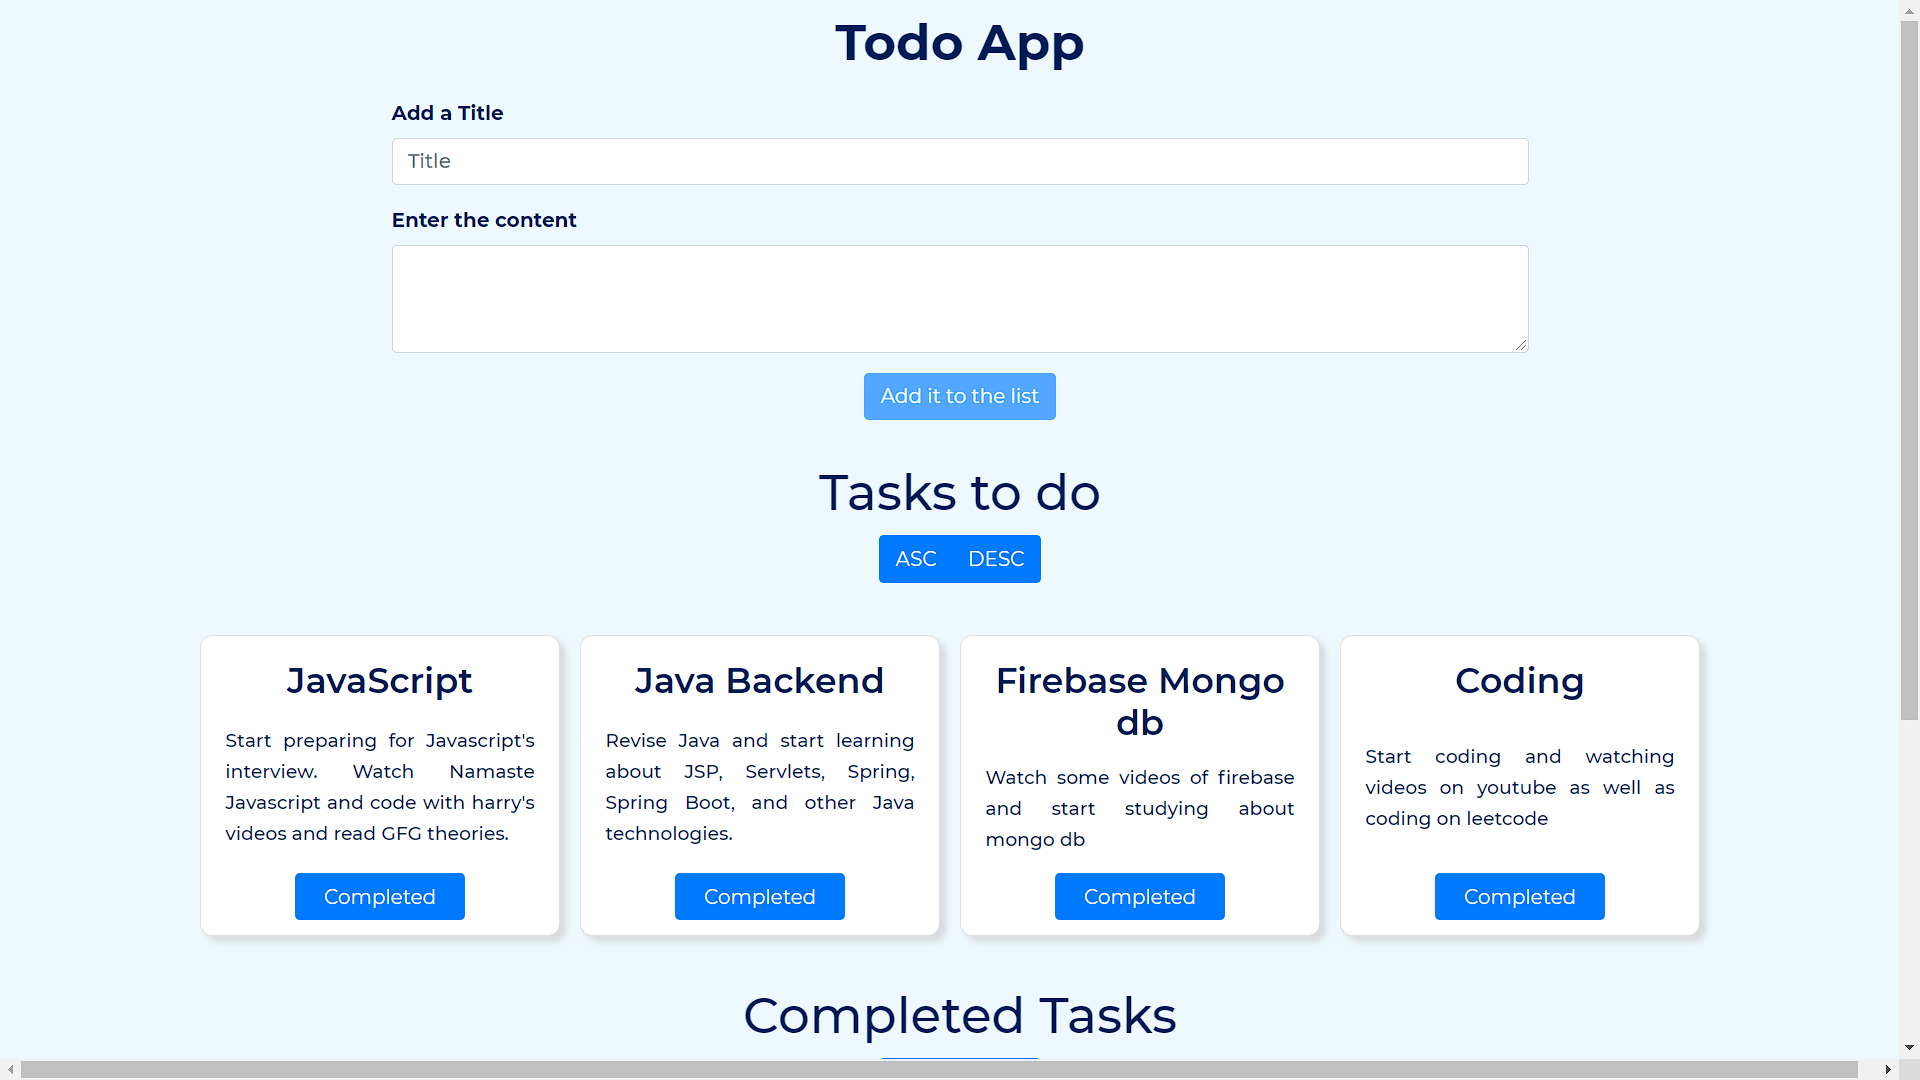 Todo App
Add a Title
Title
Enter the content
Add it to the list
Tasks to do
ASC DESC
JavaScript
Start preparing for Javascript's
interview. Watch Namaste
Javascript and code with harry's
videos and read GFG theories.
Completed
Java Backend
Revise Java and start learning
about JSP, Servlets, Spring,
Spring Boot, and other Java
technologies.
Completed
Firebase Mongo
db
Watch some videos of firebase
and start studying about
mongo db
Completed
Coding
Start coding and watching
videos on youtube as well as
coding on leetcode
Completed
Completed Tasks